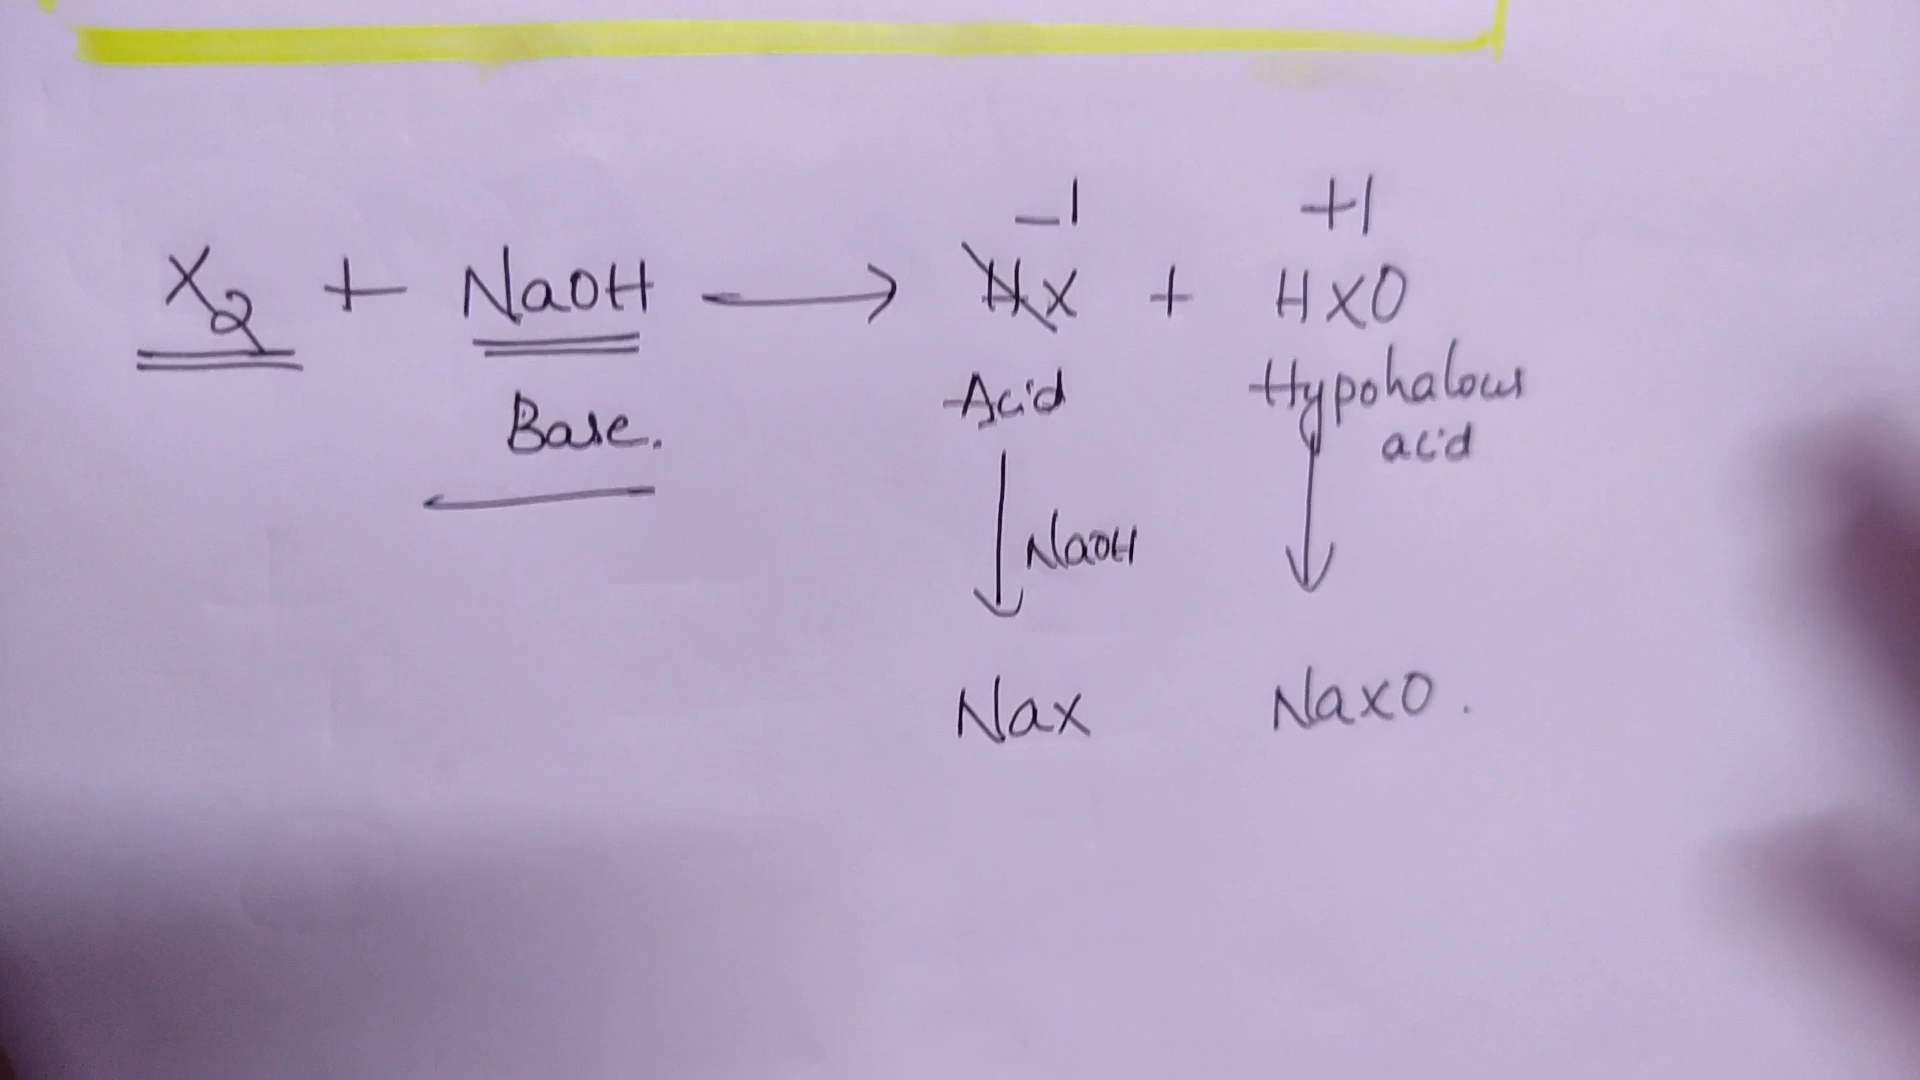 -1 +1
X2 + NaOH → HX + HXO
Base.
Acid
Hypohalous
acid
NaOH
Nax
NaxO.